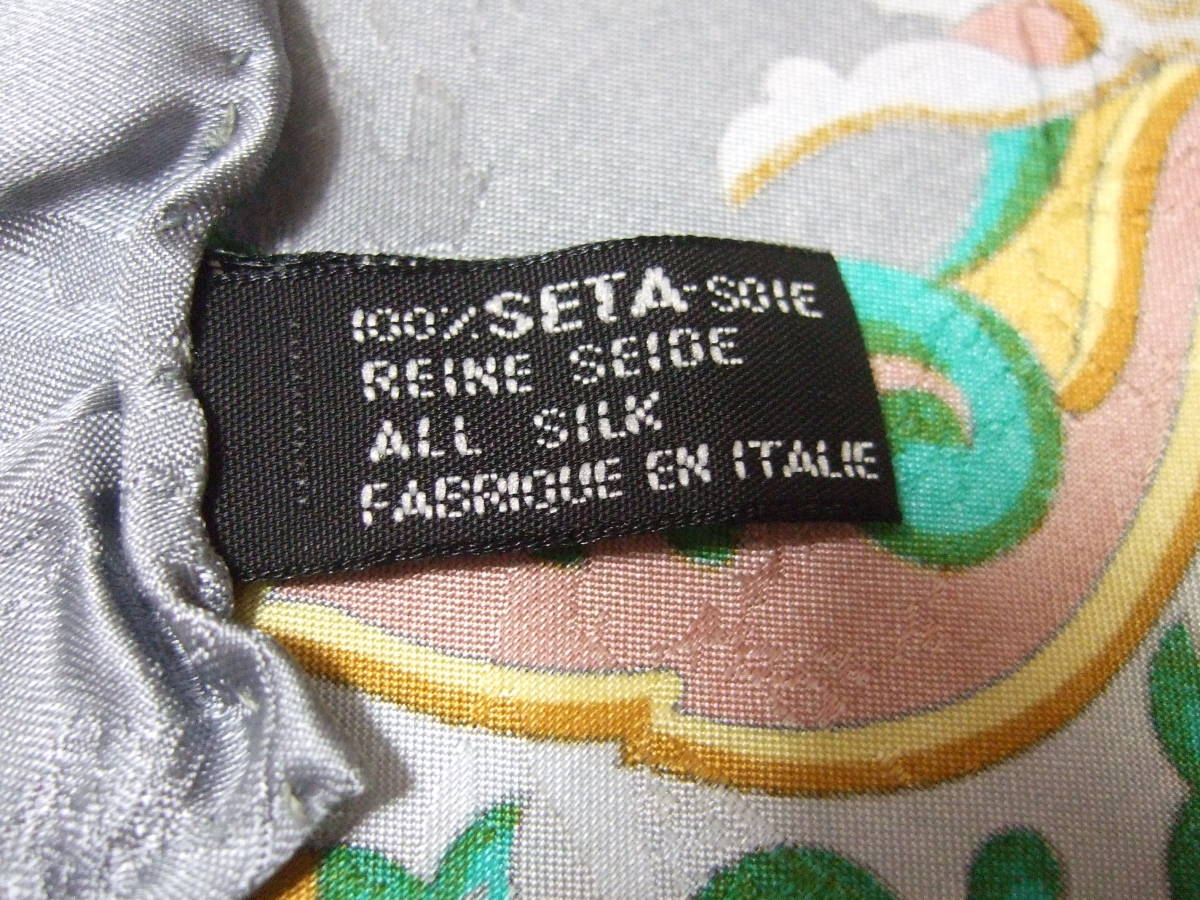 100% SETA-SOIE
REINE SEIDE
ALL SILK
FABRIQUE EN ITALIE